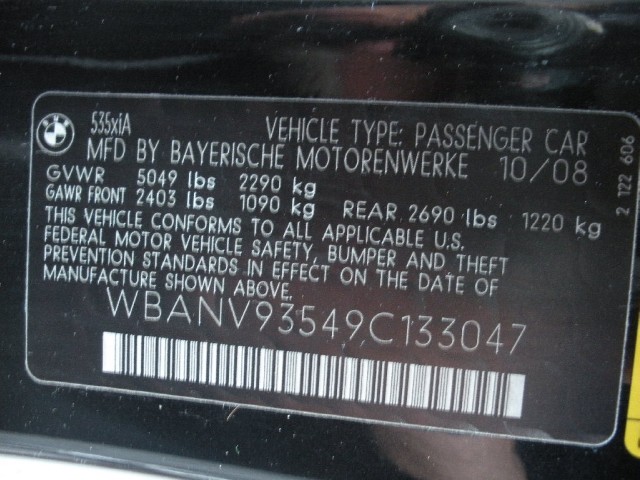 BMW
535xiA VEHICLE TYPE: PASSENGER CAR
MFD BY BAYERISCHE MOTORENWERKE 10/08
GVWR 5049 lbs 2290 kg
GAWR FRONT 2403 lbs 1090 kg REAR 2690 lbs 1220 kg
THIS VEHICLE CONFORMS TO ALL APPLICABLE U.S.
FEDERAL MOTOR VEHICLE SAFETY, BUMPER AND THEFT
PREVENTION STANDARDS IN EFFECT ON THE DATE OF
MANUFACTURE SHOWN ABOVE.
WBANV93549C133047
2 122 606